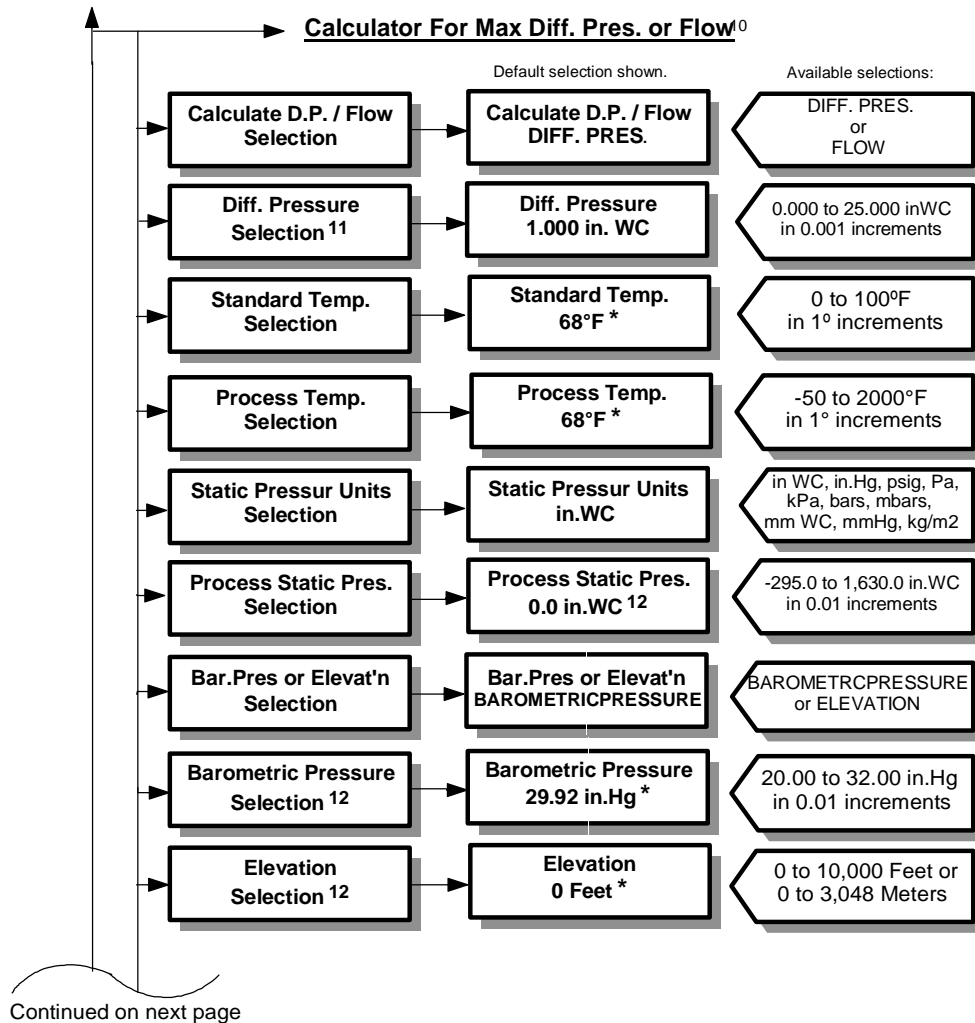 Calculator For Max Diff. Pres. or Flow10
Default selection shown.
Available selections:
Calculate D.P. / Flow
Selection
Calculate D.P. / Flow
DIFF. PRES.
DIFF. PRES.
or
FLOW
Diff. Pressure
Selection 11
Diff. Pressure
1.000 in. WC
0.000 to 25.000 inWC
in 0.001 increments
Standard Temp.
Selection
Standard Temp.
68°F *
0 to 100ºF
in 1º increments
Process Temp.
Selection
Process Temp.
68°F *
-50 to 2000°F
in 1° increments
Static Pressur Units
Selection
Static Pressur Units
in.WC
in WC, in.Hg, psig, Pa,
kPa, bars, mbars,
mm WC, mmHg, kg/m2
Process Static Pres.
Selection
Process Static Pres.
0.0 in.WC 12
-295.0 to 1,630.0 in.WC
in 0.01 increments
Bar.Pres or Elevat'n
Selection
Bar.Pres or Elevat'n
BAROMETRICPRESSURE
BAROMETRCPRESSURE
or ELEVATION
Barometric Pressure
Selection 12
Barometric Pressure
29.92 in.Hg *
20.00 to 32.00 in.Hg
in 0.01 increments
Elevation
Selection 12
Elevation
0 Feet *
0 to 10,000 Feet or
0 to 3,048 Meters
Continued on next page